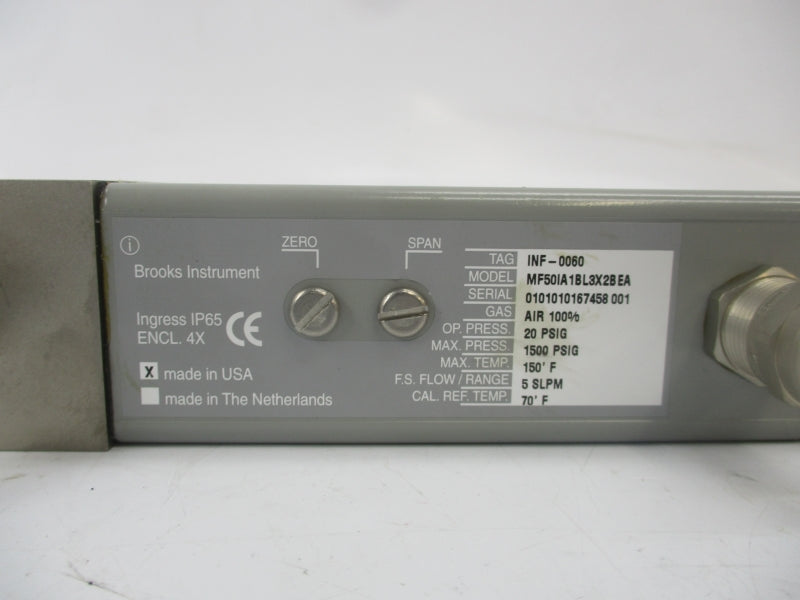 ZERO
SPAN
i
Brooks Instrument
Ingress IP65
ENCL. 4X
CE
X made in USA
made in The Netherlands
TAG INF-0060
MODEL MF50IA1BL3X2BEA
SERIAL 0101010167458 001
GAS AIR 100%
OP. PRESS. 20 PSIG
MAX. PRESS. 1500 PSIG
MAX. TEMP. 150' F
F.S. FLOW / RANGE 5 SLPM
CAL. REF. TEMP. 70' F